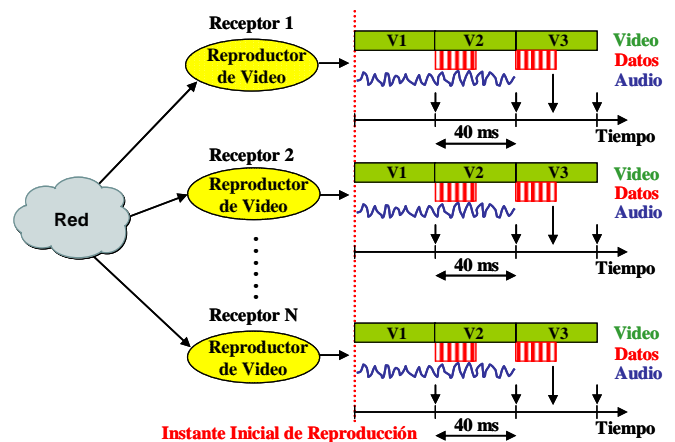 Receptor 1
Reproductor
de Video
V1 V2 V3 Video
Datos
Audio
40 ms
Tiempo
Receptor 2
Reproductor
de Video
V1 V2 V3 Video
Datos
Audio
40 ms
Tiempo
Red
Receptor N
Reproductor
de Video
V1 V2 V3 Video
Datos
Audio
40 ms
Tiempo
Instante Inicial de Reproducción